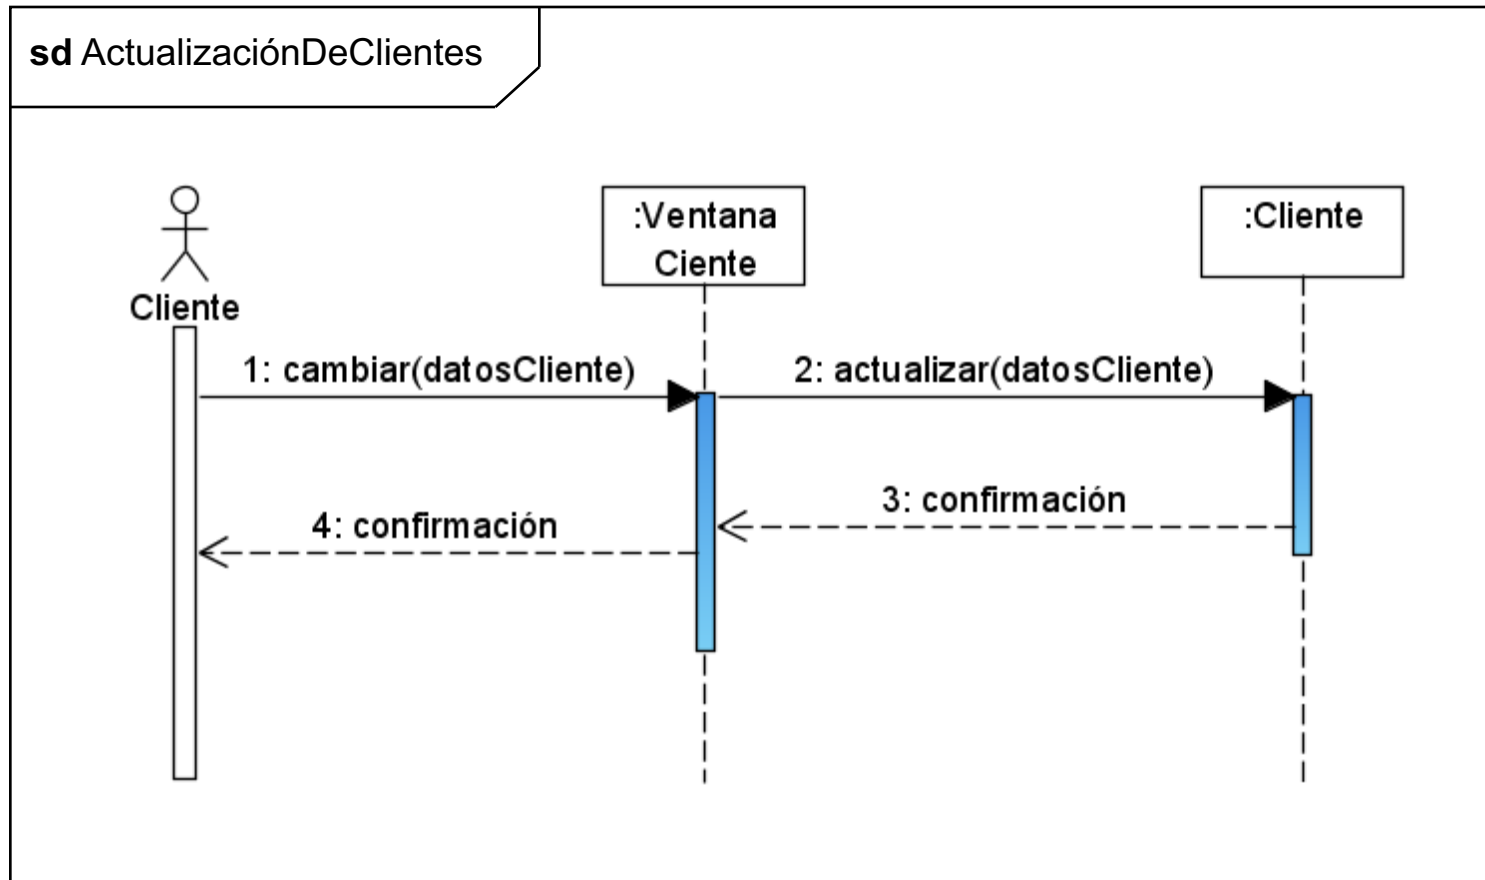 sd ActualizaciónDeClientes
Cliente
:Ventana
Ciente
:Cliente
1: cambiar(datosCliente)
2: actualizar(datosCliente)
3: confirmación
4: confirmación